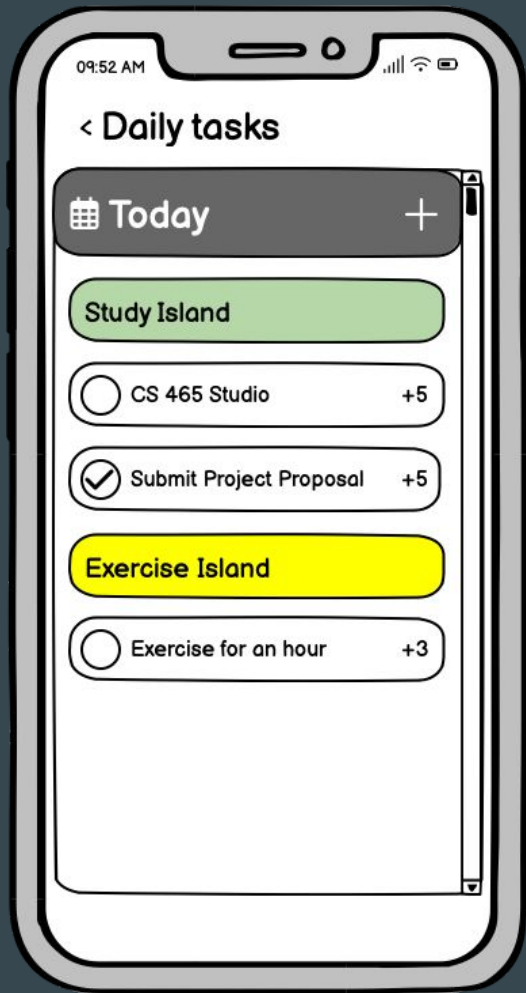 09:52 AM
< Daily tasks
Today +
Study Island
CS 465 Studio +5
Submit Project Proposal +5
Exercise Island
Exercise for an hour +3